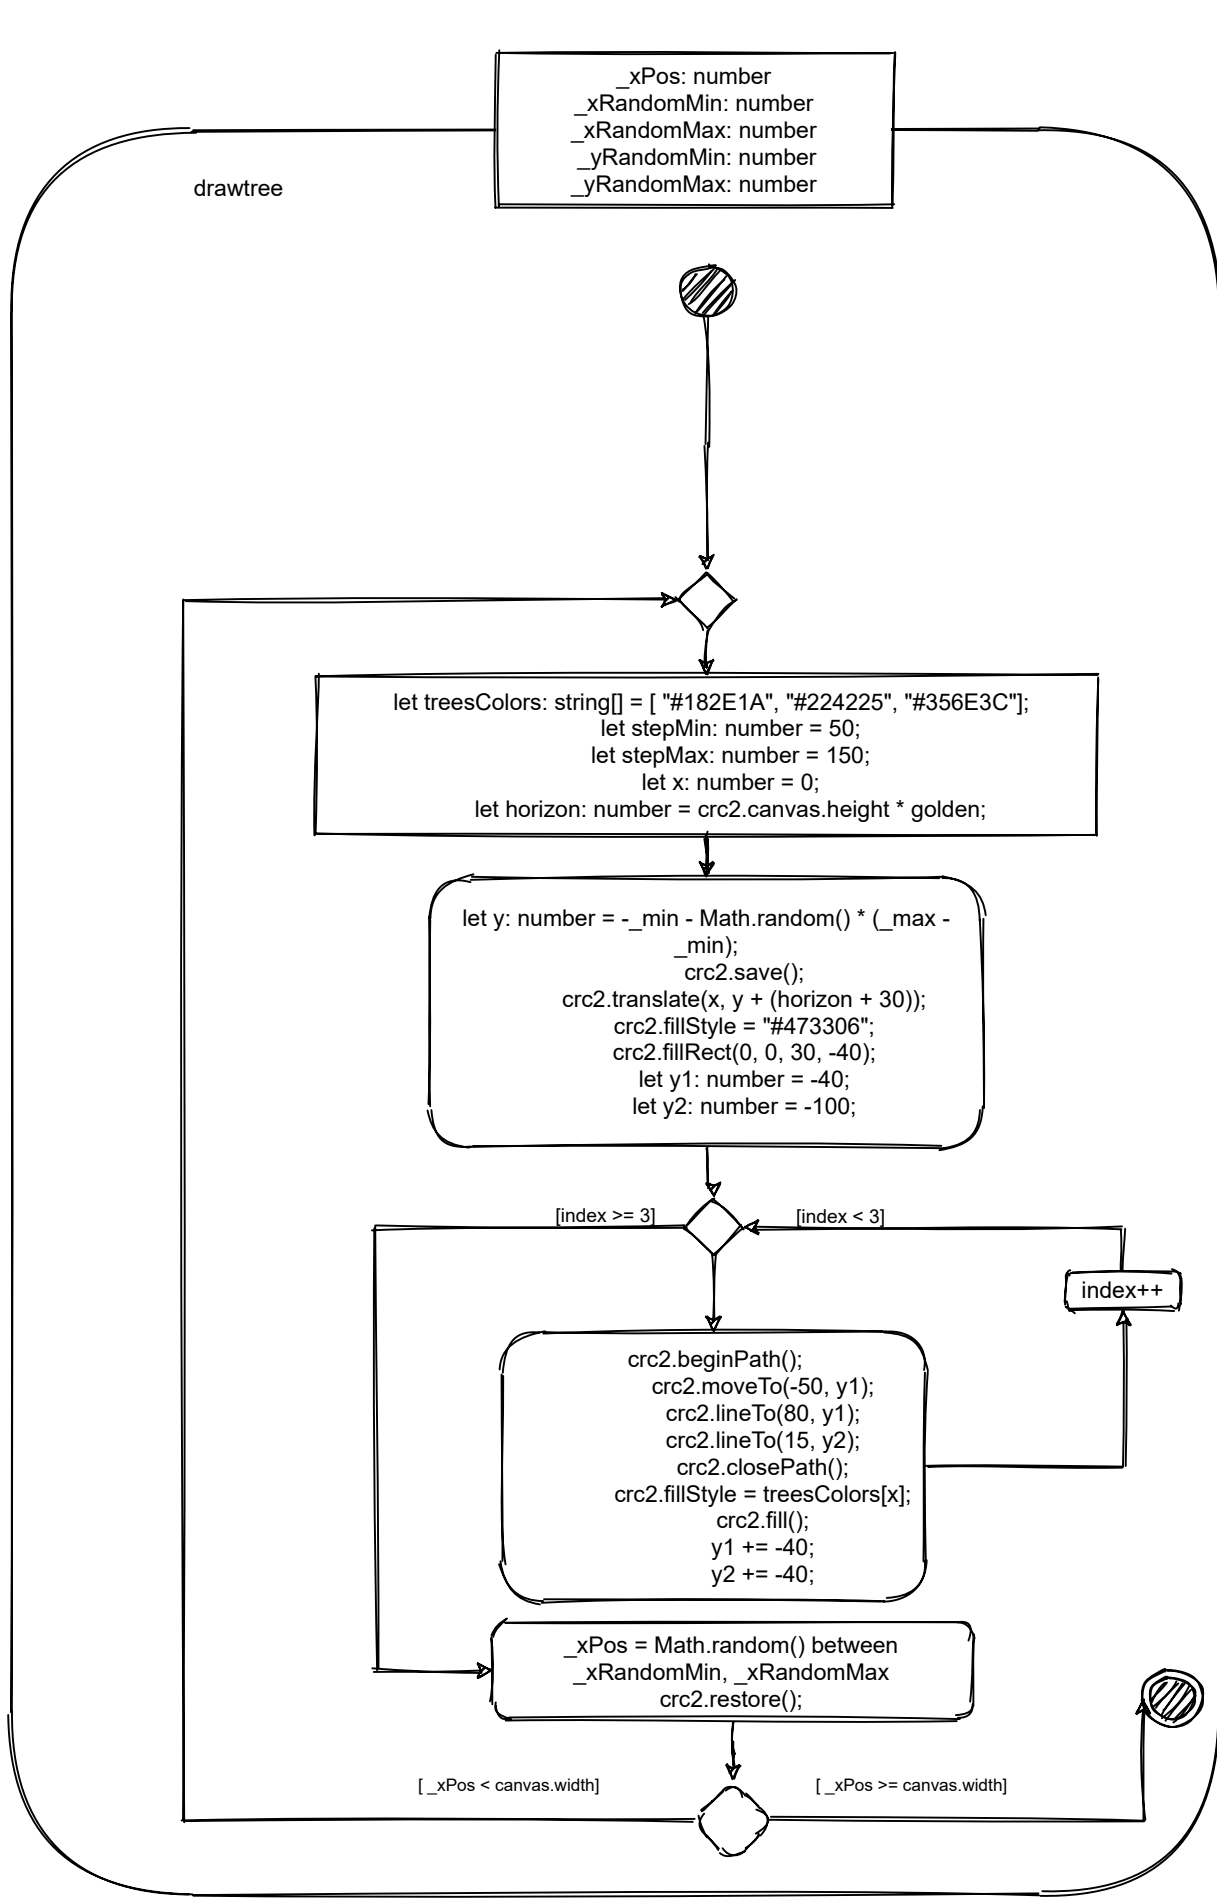 _xPos: number
_xRandomMin: number
_xRandomMax: number
_yRandomMin: number
_yRandomMax: number
drawtree
let treesColors: string[] = [ "#182E1A", "#224225", "#356E3C"];
let stepMin: number = 50;
let stepMax: number = 150;
let x: number = 0;
let horizon: number = crc2.canvas.height * golden;
let y: number = -_min - Math.random() * (_max -
_min);
crc2.save();
crc2.translate(x, y + (horizon + 30));
crc2.fillStyle = "#473306";
crc2.fillRect(0, 0, 30, -40);
let y1: number = -40;
let y2: number = -100;
[index >= 3]
[index < 3]
index++
crc2.beginPath();
crc2.moveTo(-50, y1);
crc2.lineTo(80, y1);
crc2.lineTo(15, y2);
crc2.closePath();
crc2.fillStyle = treesColors[x];
crc2.fill();
y1 += -40;
y2 += -40;
_xPos = Math.random() between
_xRandomMin, _xRandomMax
crc2.restore();
[ _xPos < canvas.width]
[ _xPos >= canvas.width]